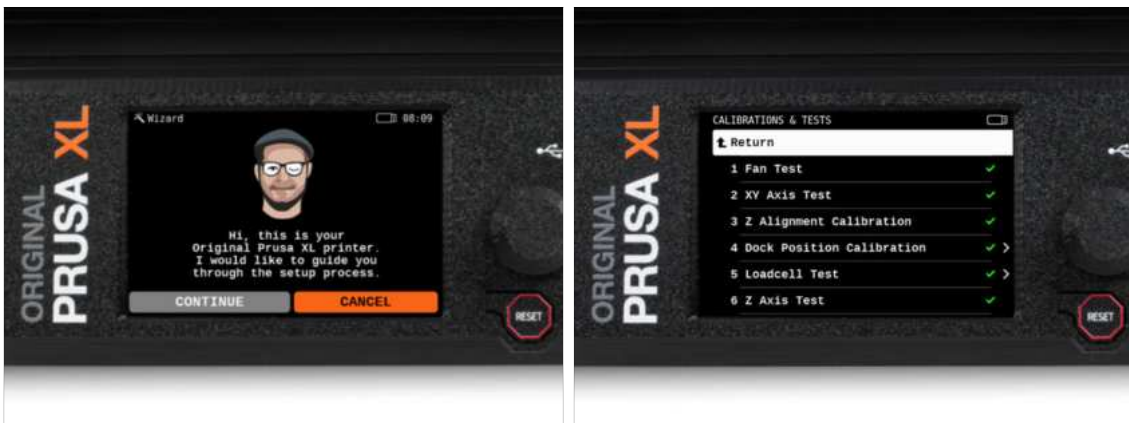 ORIGINAL
PRUSA XL
Wizard
08:09
Hi, this is your
Original Prusa XL printer.
I would like to guide you
through the setup process.
CONTINUE
CANCEL
RESET
ORIGINAL
PRUSA XL
CALIBRATIONS & TESTS
Return
1 Fan Test
2 XY Axis Test
3 Z Alignment Calibration
4 Dock Position Calibration
5 Loadcell Test
6 Z Axis Test
RESET